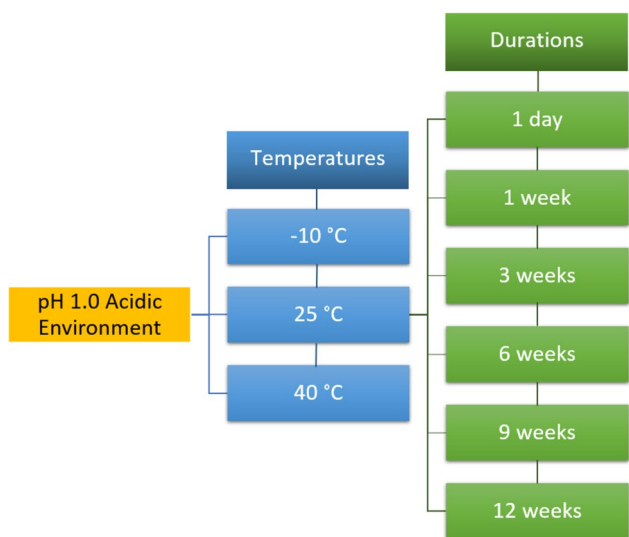 pH 1.0 Acidic
Environment
Temperatures
-10 °C
25 °C
40 °C
Durations
1 day
1 week
3 weeks
6 weeks
9 weeks
12 weeks